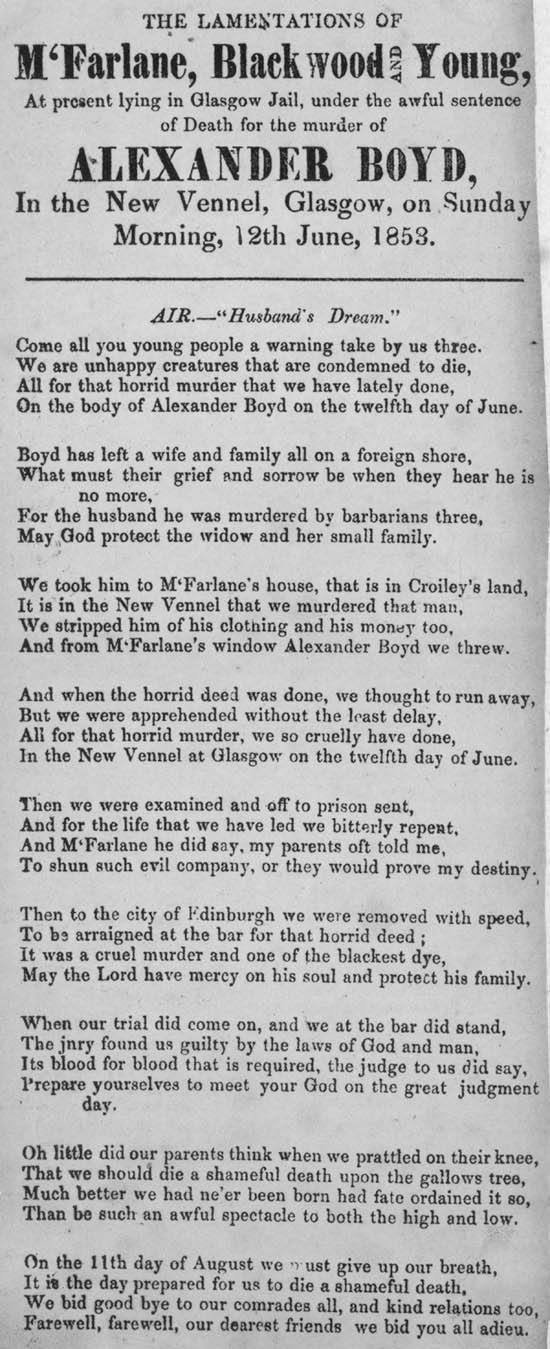 THE LAMENTATIONS OF
M'Farlane, Blackwood AND Young,
At present lying in Glasgow Jail, under the awful sentence
of Death for the murder of
ALEXANDER BOYD,
In the New Vennel, Glasgow, on Sunday
Morning, 12th June, 1853.
AIR.—"Husband's Dream."
Come all you young people a warning take by us three.
We are unhappy creatures that are condemned to die,
All for that horrid murder that we have lately done,
On the body of Alexander Boyd on the twelfth day of June.
Boyd has left a wife and family all on a foreign shore,
What must their grief and sorrow be when they hear he is
no more,
For the husband he was murdered by barbarians three,
May God protect the widow and her small family.
We took him to M'Farlane's house, that is in Croiley's land,
It is in the New Vennel that we murdered that man,
We stripped him of his clothing and his money too,
And from M'Farlane's window Alexander Boyd we threw.
And when the horrid deed was done, we thought to run away,
But we were apprehended without the least delay,
All for that horrid murder, we so cruelly have done,
In the New Vennel at Glasgow on the twelfth day of June.
Then we were examined and off to prison sent,
And for the life that we have led we bitterly repent,
And M'Farlane he did say, my parents oft told me,
To shun such evil company, or they would prove my destiny.
Then to the city of Edinburgh we were removed with speed,
To be arraigned at the bar for that horrid deed ;
It was a cruel murder and one of the blackest dye,
May the Lord have mercy on his soul and protect his family.
When our trial did come on, and we at the bar did stand,
The jnry found us guilty by the laws of God and man,
Its blood for blood that is required, the judge to us did say,
Prepare yourselves to meet your God on the great judgment
day.
Oh little did our parents think when we prattled on their knee,
That we should die a shameful death upon the gallows tree,
Much better we had ne'er been born had fate ordained it so,
Than be such an awful spectacle to both the high and low.
On the 11th day of August we must give up our breath,
It is the day prepared for us to die a shameful death,
We bid good bye to our comrades all, and kind relations too,
Farewell, farewell, our dearest friends we bid you all adieu.